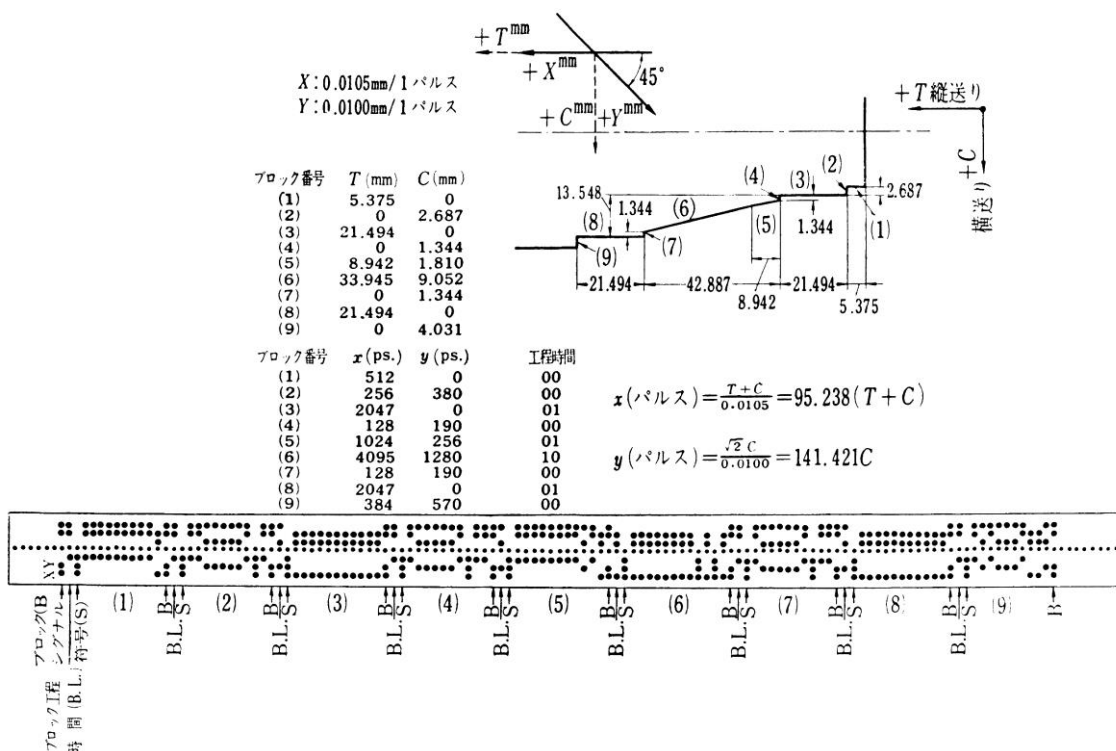 +T mm
+X mm
45°
+C mm
+Y mm
X：0.0105mm/1 パルス
Y：0.0100mm/1 パルス
+T 縦送り
+C
横送り
13.548
1.344
(8)
(9)
(7)
(6)
(5)
(4)
(3)
(2)
(1)
1.344
2.687
21.494
42.887
8.942
21.494
5.375
ブロック番号 T (mm) C (mm)
(1) 5.375 0
(2) 0 2.687
(3) 21.494 0
(4) 0 1.344
(5) 8.942 1.810
(6) 33.945 9.052
(7) 0 1.344
(8) 21.494 0
(9) 0 4.031
ブロック番号 x (ps.) y (ps.) 工程時間
(1) 512 0 00
(2) 256 380 00
(3) 2047 0 01
(4) 128 190 00
(5) 1024 256 01
(6) 4095 1280 10
(7) 128 190 00
(8) 2047 0 01
(9) 384 570 00
x (パルス)＝T+C/0.0105＝95.238(T+C)
y (パルス)＝√2 C/0.0100＝141.421C
XY
ブロック(B
シグナル
ブロック工程
時間 (B.L.)
符号(S)
(1)
B
B.L.
S
(2)
B
B.L.
S
(3)
B
B.L.
S
(4)
B
B.L.
S
(5)
B
B.L.
S
(6)
B
B.L.
S
(7)
B
B.L.
S
(8)
B
B.L.
S
(9)
B